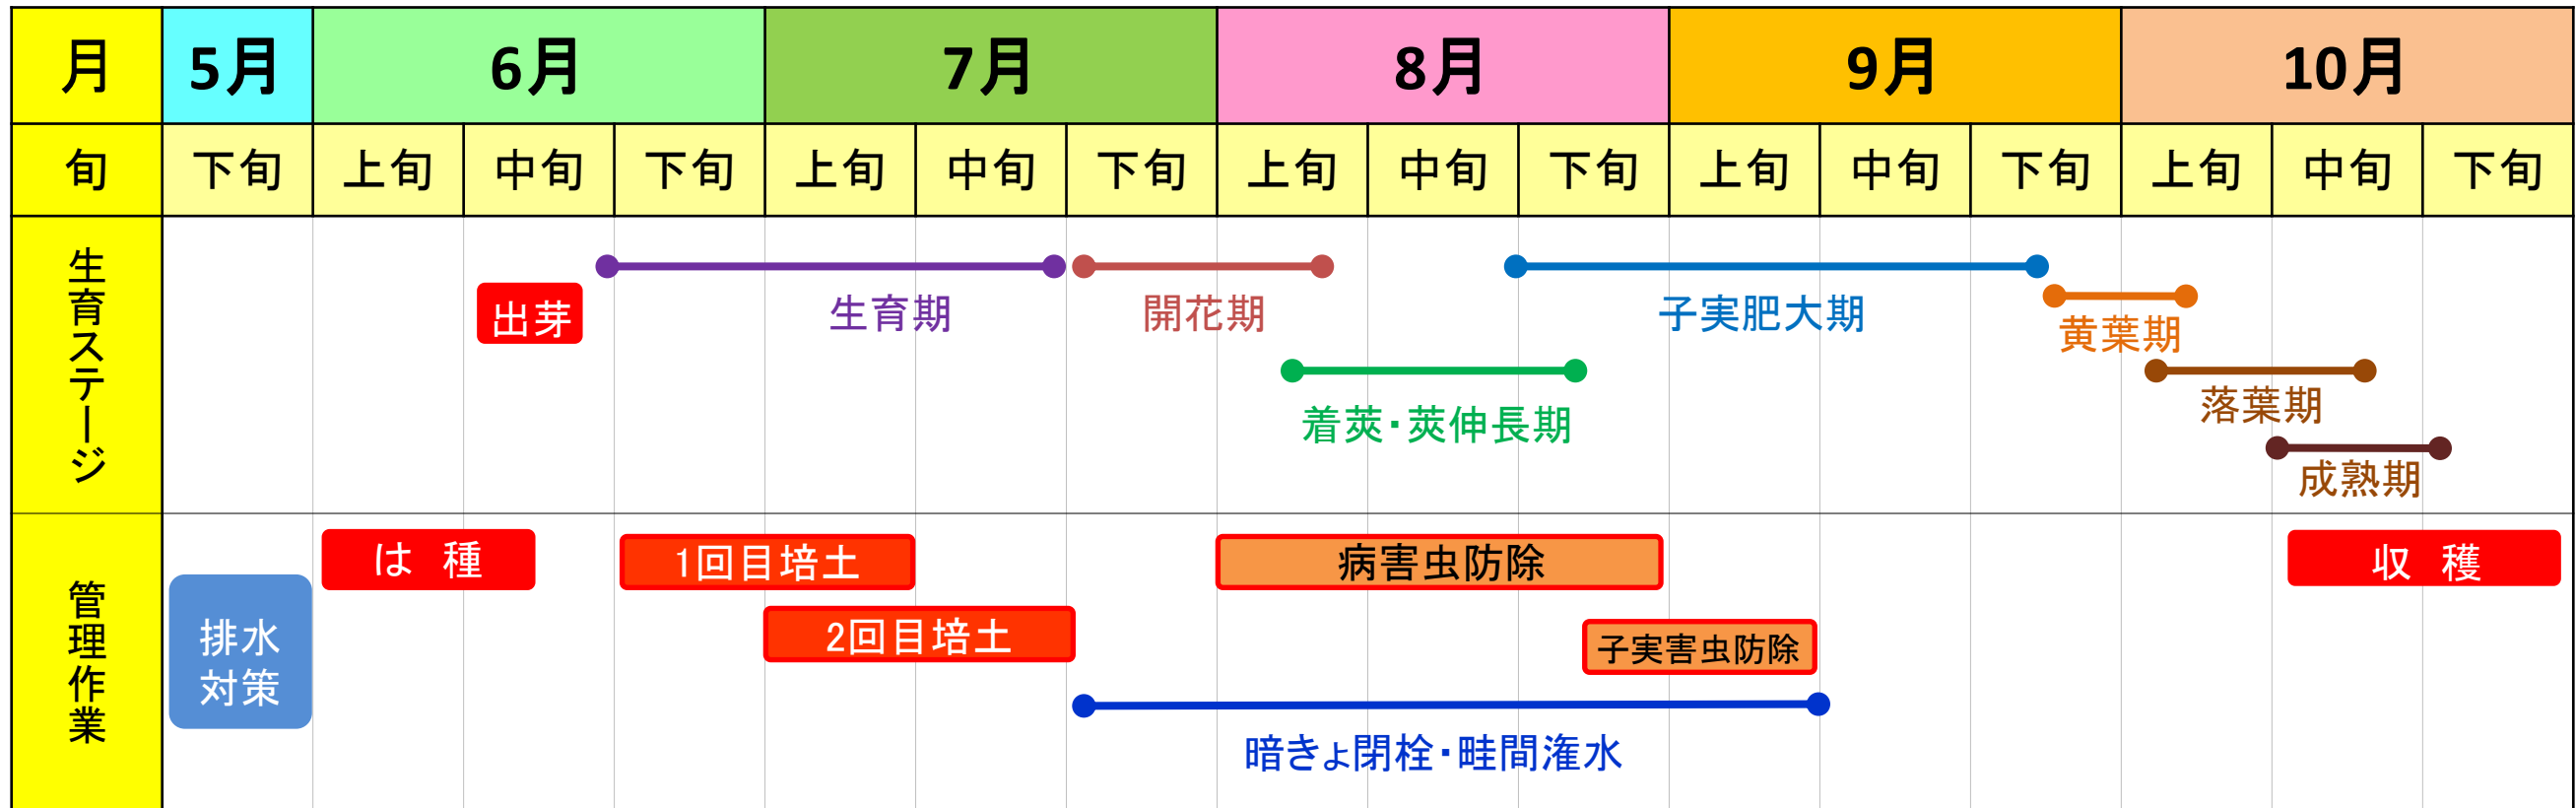 月 5月 6月 7月 8月 9月 10月
旬 下旬 上旬 中旬 下旬 上旬 中旬 下旬 上旬 中旬 下旬 上旬 中旬 下旬 上旬 中旬 下旬
生育ステージ
出芽
生育期
開花期
子実肥大期
黄葉期
着莢・莢伸長期
落葉期
成熟期
管理作業
排水
対策
は 種
1回目培土
2回目培土
病害虫防除
子実害虫防除
暗きょ閉栓・畦間潅水
収 穫